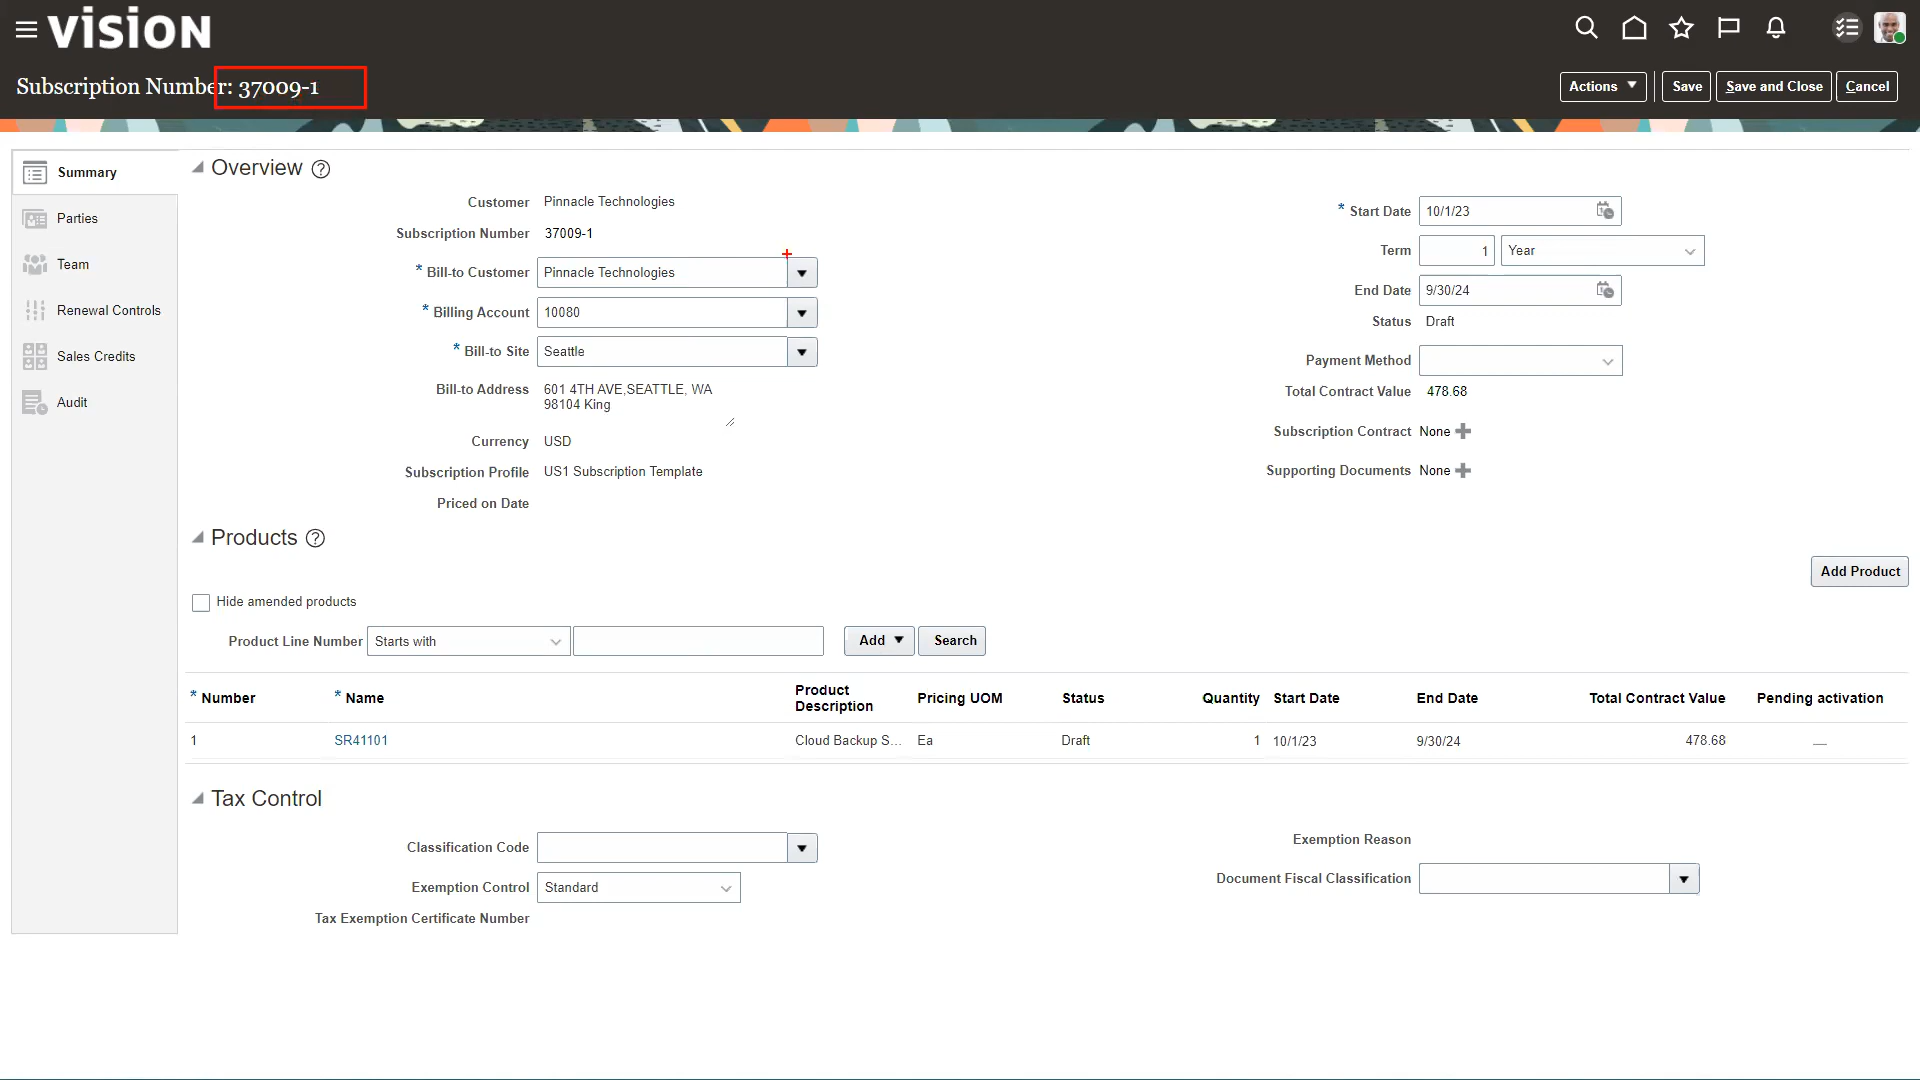 vision
Subscription Number: 37009-1
Actions
Save
Save and Close
Cancel
Summary
Parties
Team
Renewal Controls
Sales Credits
Audit
Overview
Customer Pinnacle Technologies
Subscription Number 37009-1
* Bill-to Customer Pinnacle Technologies
* Billing Account 10080
* Bill-to Site Seattle
Bill-to Address 601 4TH AVE,SEATTLE, WA
98104 King
Currency USD
Subscription Profile US1 Subscription Template
Priced on Date
* Start Date 10/1/23
Term 1 Year
End Date 9/30/24
Status Draft
Payment Method
Total Contract Value 478.68
Subscription Contract None
Supporting Documents None
Products
Add Product
Hide amended products
Product Line Number Starts with Add Search
* Number * Name Product Description Pricing UOM Status Quantity Start Date End Date Total Contract Value Pending activation
1 SR41101 Cloud Backup S... Ea Draft 1 10/1/23 9/30/24 478.68 —
Tax Control
Classification Code
Exemption Control Standard
Tax Exemption Certificate Number
Exemption Reason
Document Fiscal Classification